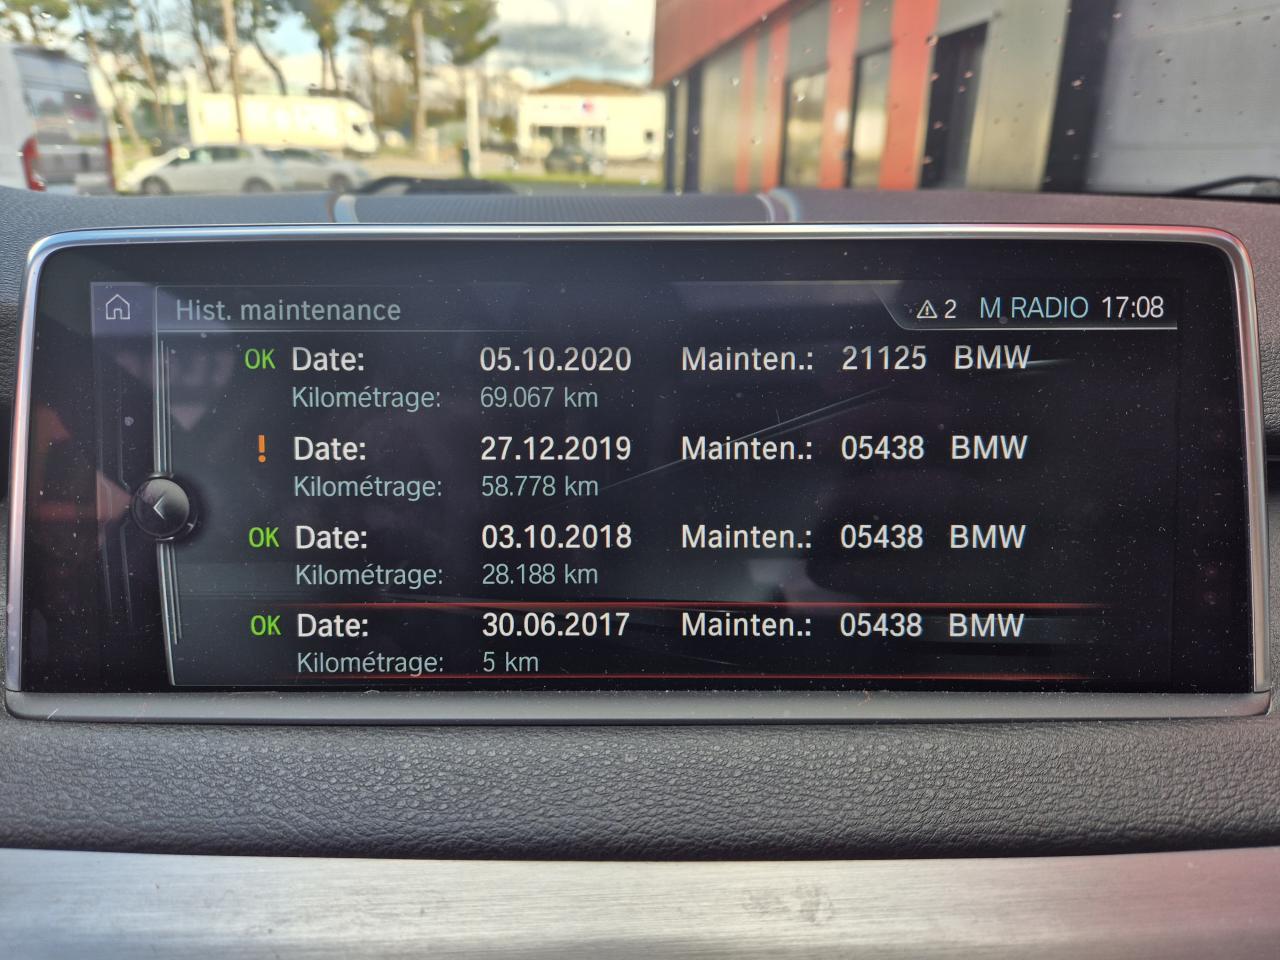 Hist. maintenance
2 M RADIO 17:08
OK Date: 05.10.2020 Mainten.: 21125 BMW
Kilométrage: 69.067 km
! Date: 27.12.2019 Mainten.: 05438 BMW
Kilométrage: 58.778 km
OK Date: 03.10.2018 Mainten.: 05438 BMW
Kilométrage: 28.188 km
OK Date: 30.06.2017 Mainten.: 05438 BMW
Kilométrage: 5 km